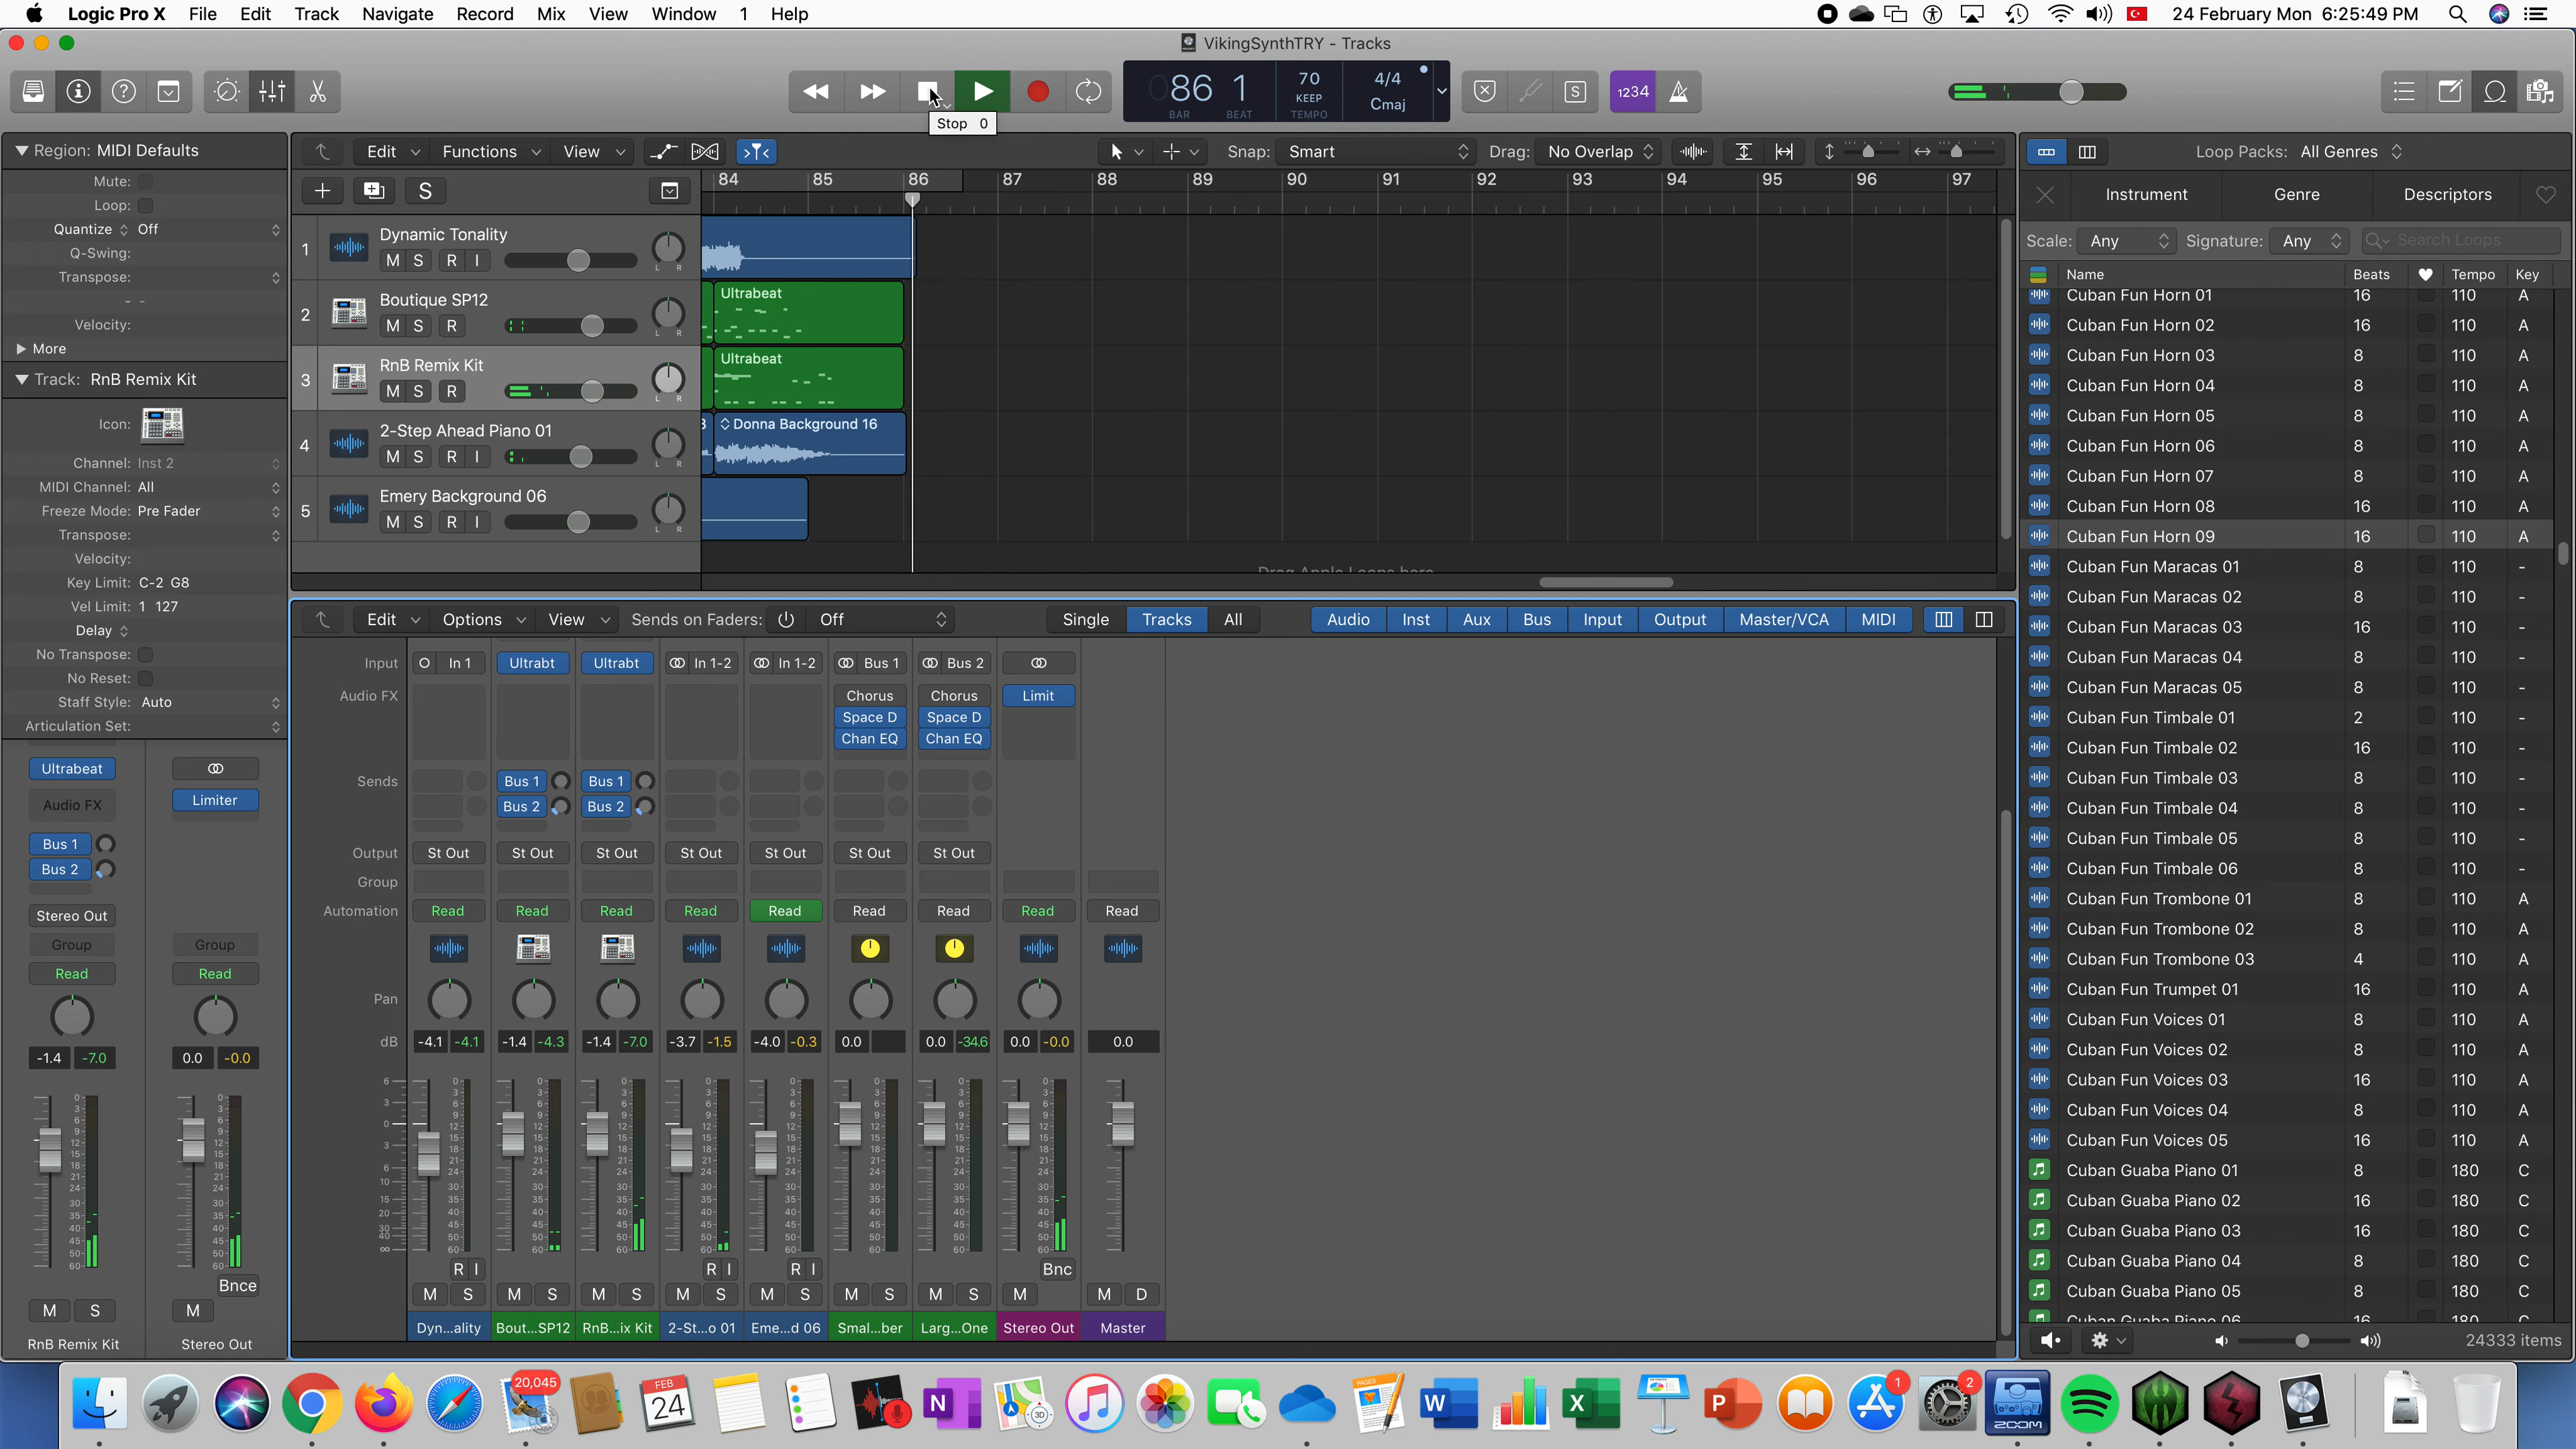 Logic Pro X File Edit Track Navigate Record Mix View Window 1 Help 24 February Mon 6:25:49 PM
VikingSynthTRY - Tracks
086 1 70 4/4
KEEP Cmaj
BAR BEAT TEMPO
1234
Stop 0
Region: MIDI Defaults
Mute:
Loop:
Quantize Off
Q-Swing:
Transpose:
- -
Velocity:
More
Track: RnB Remix Kit
Icon:
Channel: Inst 2
MIDI Channel: All
Freeze Mode: Pre Fader
Transpose:
Velocity:
Key Limit: C-2 G8
Vel Limit: 1 127
Delay
No Transpose:
No Reset:
Staff Style: Auto
Articulation Set:
Ultrabeat
Audio FX Limiter
Bus 1
Bus 2
Stereo Out
Group Group
Read Read
-1.4 -7.0 0.0 -0.0
Bnce
M S M
RnB Remix Kit Stereo Out
Edit Functions View Snap: Smart Drag: No Overlap
S
84 85 86 87 88 89 90 91 92 93 94 95 96 97
1 Dynamic Tonality
M S R I
2 Boutique SP12
M S R
Ultrabeat
3 RnB Remix Kit
M S R
Ultrabeat
4 2-Step Ahead Piano 01
M S R I
Donna Background 16
5 Emery Background 06
M S R I
Drag Apple Loops here
Edit Options View Sends on Faders: Off Single Tracks All Audio Inst Aux Bus Input Output Master/VCA MIDI
Input In 1 Ultrabt Ultrabt In 1-2 In 1-2 Bus 1 Bus 2
Audio FX Chorus Chorus Limit
Space D Space D
Chan EQ Chan EQ
Sends Bus 1 Bus 1
Bus 2 Bus 2
Output St Out St Out St Out St Out St Out St Out St Out
Group
Automation Read Read Read Read Read Read Read Read Read
Pan
dB -4.1 -4.1 -1.4 -4.3 -1.4 -7.0 -3.7 -1.5 -4.0 -0.3 0.0 0.0 -34.6 0.0 -0.0 0.0
R I R I R I Bnc
M S M S M S M S M S M S M S M M D
Dyn...ality Bout...SP12 RnB...ix Kit 2-St...o 01 Eme...d 06 Smal...ber Larg...One Stereo Out Master
Loop Packs: All Genres
Instrument Genre Descriptors
Scale: Any Signature: Any Search Loops
Name Beats Tempo Key
Cuban Fun Horn 01 16 110 A
Cuban Fun Horn 02 16 110 A
Cuban Fun Horn 03 8 110 A
Cuban Fun Horn 04 8 110 A
Cuban Fun Horn 05 8 110 A
Cuban Fun Horn 06 8 110 A
Cuban Fun Horn 07 8 110 A
Cuban Fun Horn 08 16 110 A
Cuban Fun Horn 09 16 110 A
Cuban Fun Maracas 01 8 110 -
Cuban Fun Maracas 02 8 110 -
Cuban Fun Maracas 03 16 110 -
Cuban Fun Maracas 04 8 110 -
Cuban Fun Maracas 05 8 110 -
Cuban Fun Timbale 01 2 110 -
Cuban Fun Timbale 02 16 110 -
Cuban Fun Timbale 03 8 110 -
Cuban Fun Timbale 04 8 110 -
Cuban Fun Timbale 05 8 110 -
Cuban Fun Timbale 06 8 110 -
Cuban Fun Trombone 01 8 110 A
Cuban Fun Trombone 02 8 110 A
Cuban Fun Trombone 03 4 110 A
Cuban Fun Trumpet 01 16 110 A
Cuban Fun Voices 01 8 110 A
Cuban Fun Voices 02 8 110 A
Cuban Fun Voices 03 16 110 A
Cuban Fun Voices 04 8 110 A
Cuban Fun Voices 05 16 110 A
Cuban Guaba Piano 01 8 180 C
Cuban Guaba Piano 02 16 180 C
Cuban Guaba Piano 03 16 180 C
Cuban Guaba Piano 04 8 180 C
Cuban Guaba Piano 05 8 180 C
Cuban Guaba Piano 06 16 180 C
24333 items
20,045 FEB 24 PAGES 1 2 ZOOM